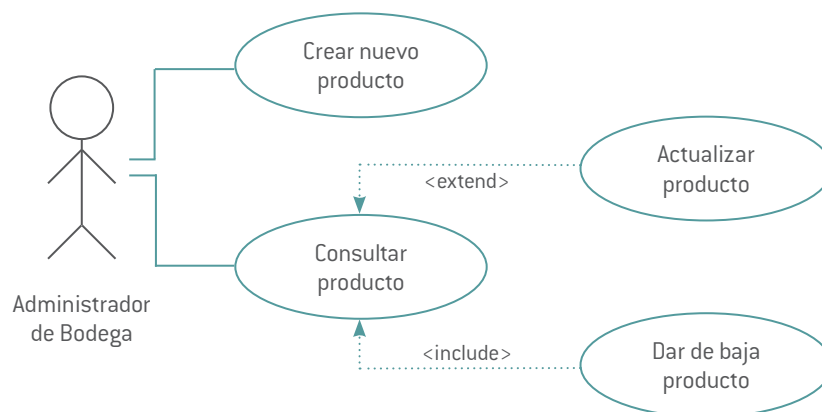 Crear nuevo
producto
Actualizar
producto
<extend>
Consultar
producto
Administrador
de Bodega
<include>
Dar de baja
producto